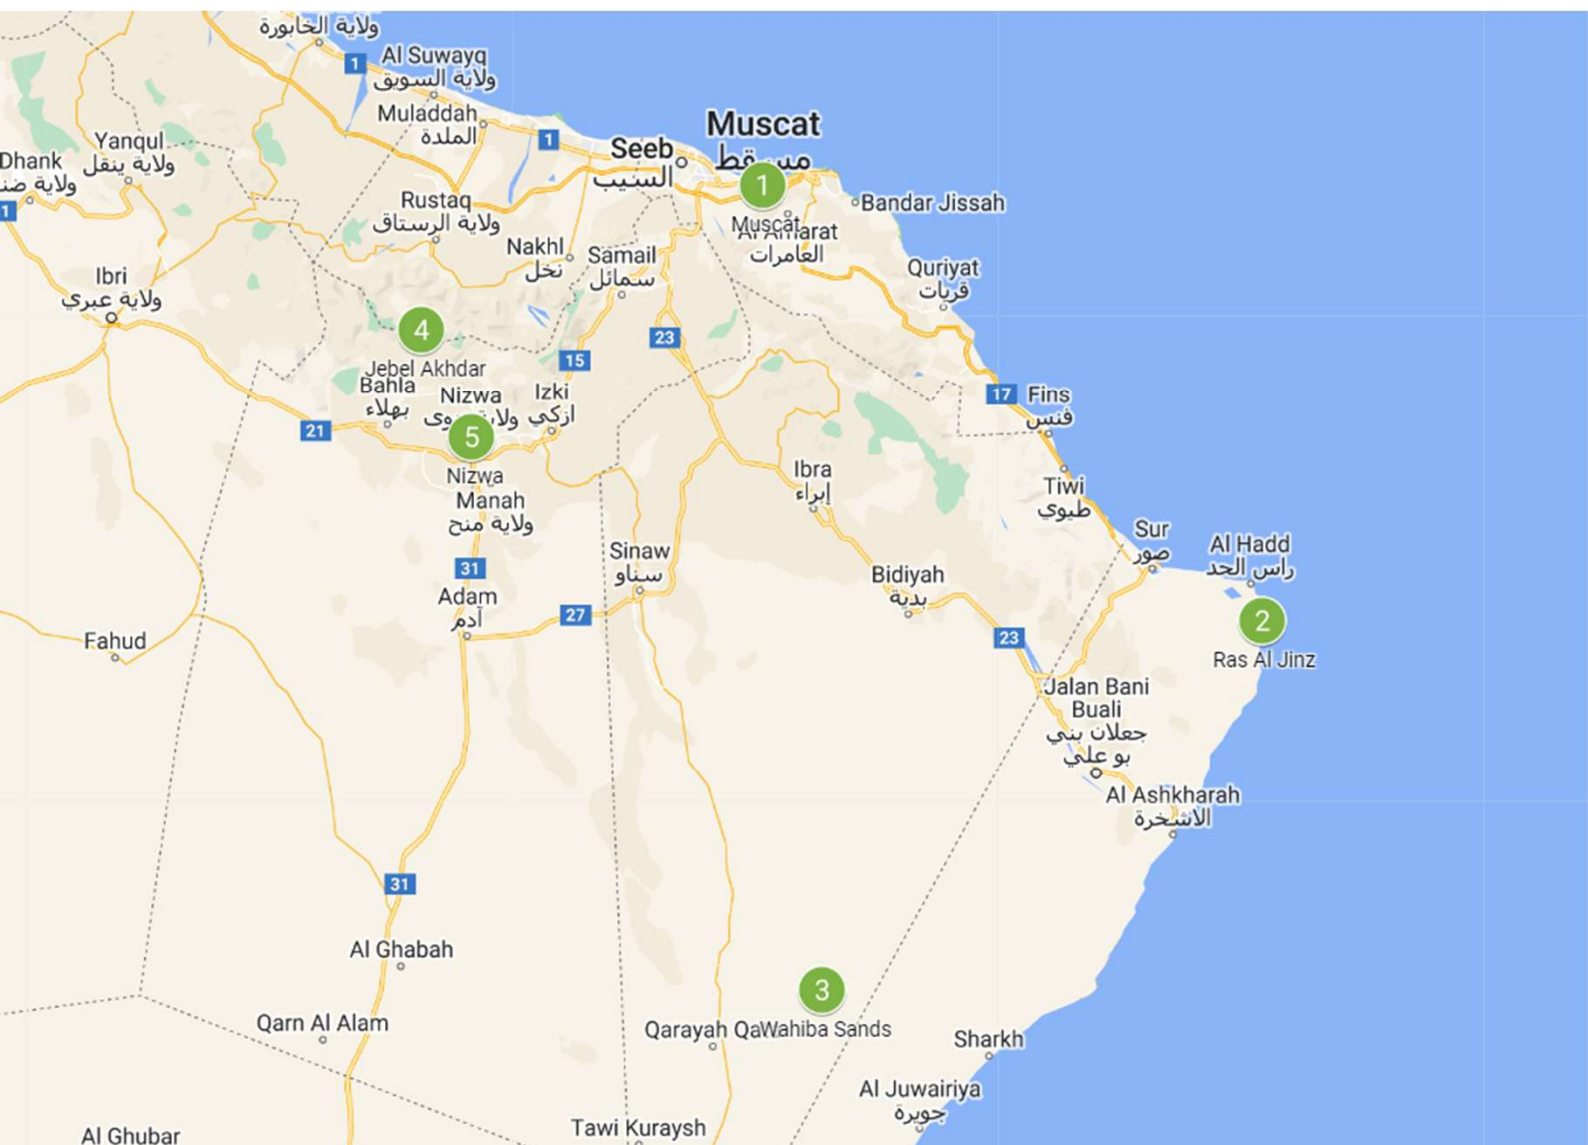 ولاية الخابورة
1
Al Suwayq
ولاية السويق
Muladdah
الملدة
1
Muscat
مسقط
Seeb
السيب
1
Muscat
Bandar Jissah
العامرات
Yanqul
ولاية ينقل
Dhank
1
Rustaq
ولاية الرستاق
Nakhl
نخل
Samail
سمائل
Quriyat
قريات
Ibri
ولاية عبري
4
Jebel Akhdar
23
15
Bahla
بهلاء
Nizwa
Izki
ازكي
17
Fins
فنس
21
5
Nizwa
Manah
ولاية منح
Ibra
إبراء
Tiwi
طيوي
Sur
صور
Al Hadd
راس الحد
31
Sinaw
سناو
Bidiyah
بدية
Adam
آدم
27
2
Ras Al Jinz
Fahud
23
Jalan Bani
Buali
جعلان بني
بو علي
Al Ashkharah
الاشخرة
31
Al Ghabah
3
Wahiba Sands
Qarayah
Qarn Al Alam
Sharkh
Al Juwairiya
جويرة
Tawi Kuraysh
Al Ghubar